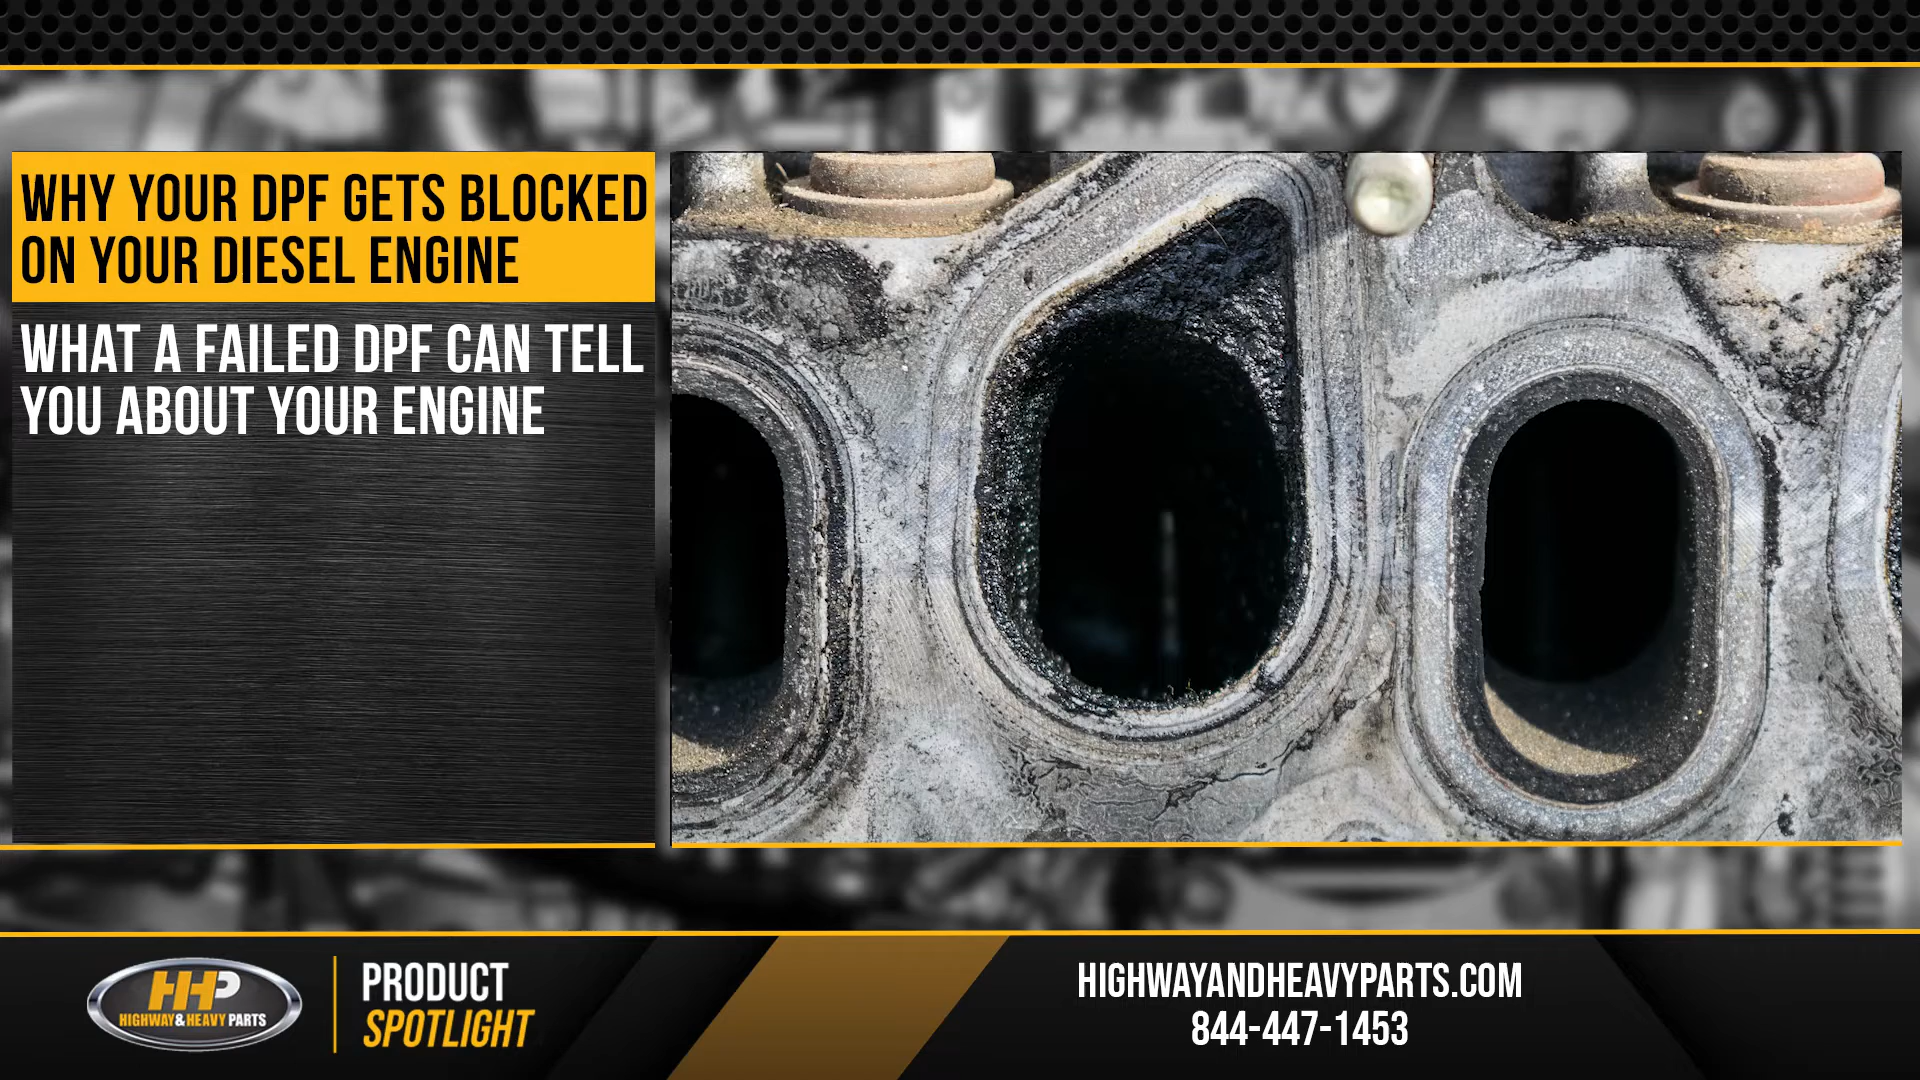 WHY YOUR DPF GETS BLOCKED
ON YOUR DIESEL ENGINE
WHAT A FAILED DPF CAN TELL
YOU ABOUT YOUR ENGINE
HHP
HIGHWAY & HEAVY PARTS
PRODUCT
SPOTLIGHT
HIGHWAYANDHEAVYPARTS.COM
844-447-1453